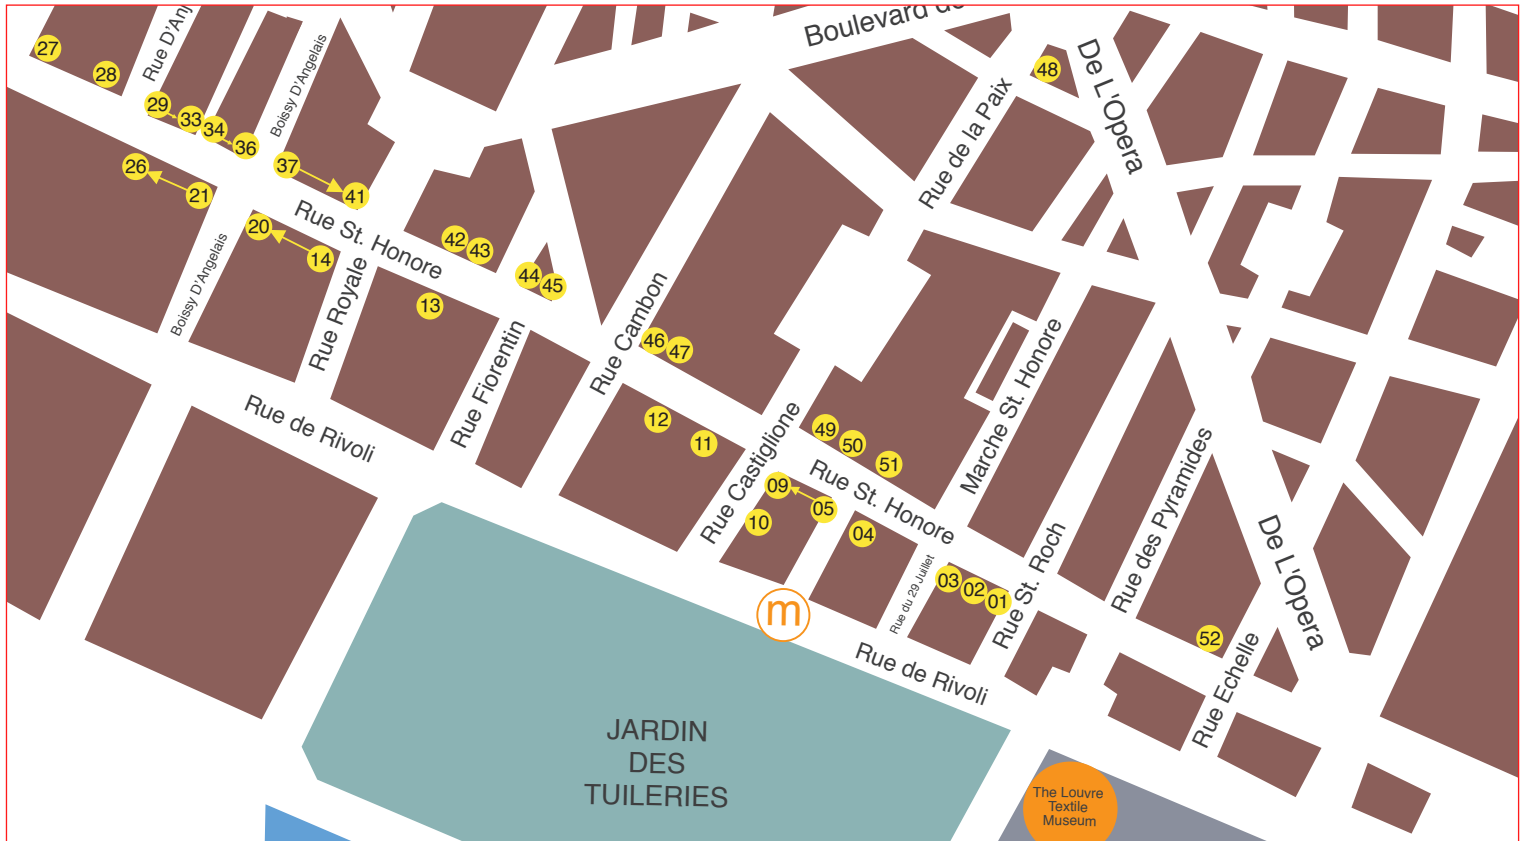 Boulevard de
27
28
Rue D'Anj
29
33
34
36
Boissy D'Angelais
37
41
26
21
20
14
Boissy D'Angelais
Rue St. Honore
Rue Royale
13
42
43
44
45
Rue Fiorentin
Rue Cambon
46
47
48
De L'Opera
Rue de la Paix
Rue de Rivoli
12
11
Rue Castiglione
49
50
51
Rue St. Honore
Marche St. Honore
09
05
10
04
03
02
01
Rue du 29 Juillet
Rue St. Roch
Rue des Pyramides
De L'Opera
52
Rue Echelle
m
Rue de Rivoli
JARDIN
DES
TUILERIES
The Louvre
Textile
Museum